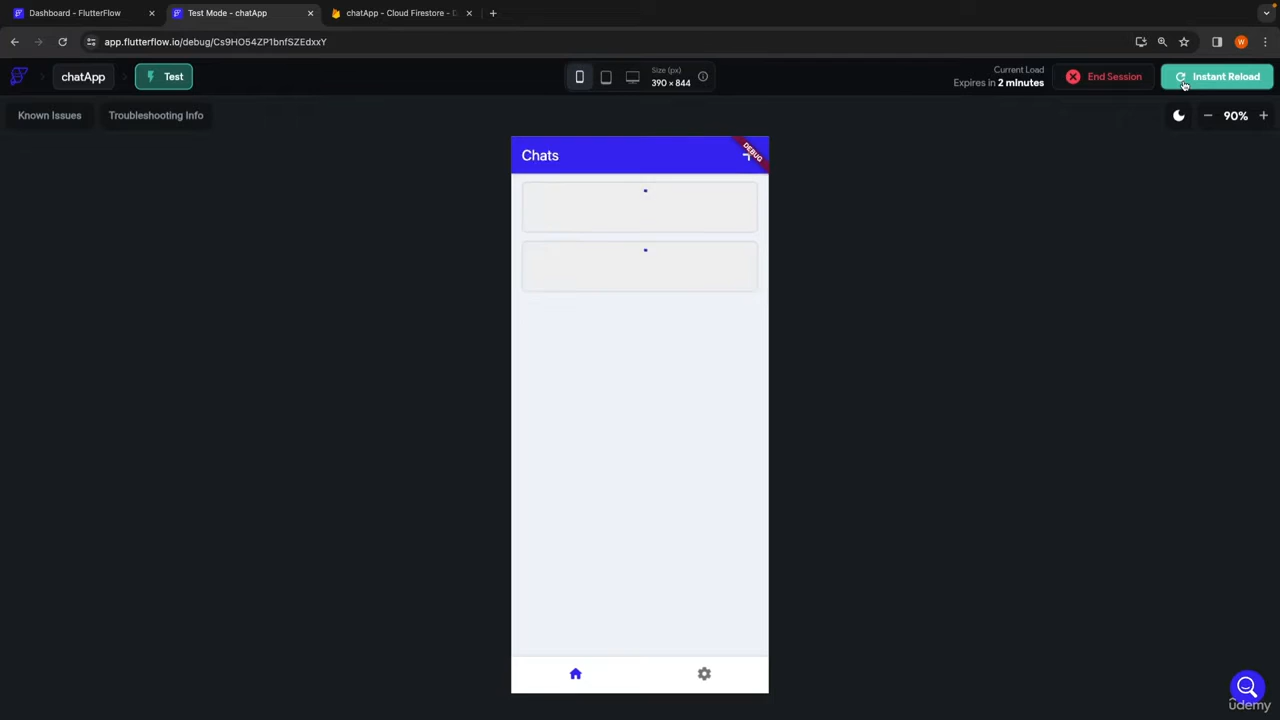 Dashboard - FlutterFlow
Test Mode - chatApp
chatApp - Cloud Firestore - D
app.flutterflow.io/debug/Cs9HO54ZP1bnfSZEdxxY
W
chatApp
Test
Size (px)
390 × 844
Current Load
Expires in 2 minutes
End Session
Instant Reload
Known Issues
Troubleshooting Info
90%
Chats
DEBUG
ûdemy